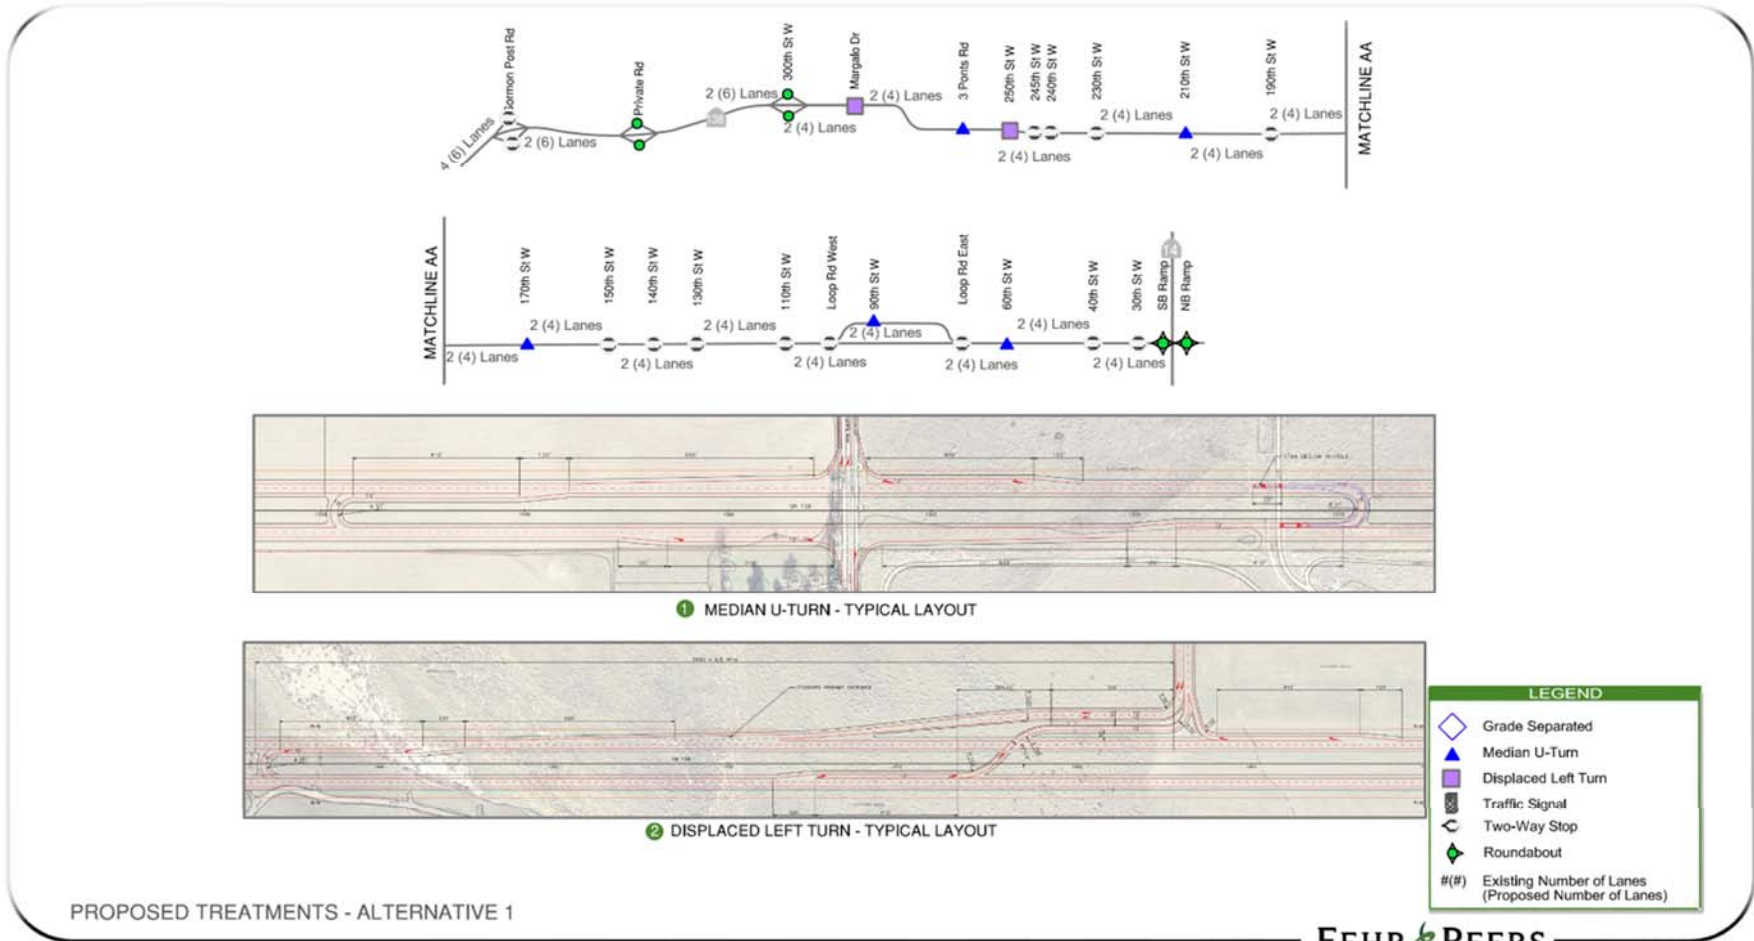 Gorman Post Rd
Private Rd
300th St W
Margalo Dr
3 Ponts Rd
250th St W
245th St W
240th St W
230th St W
210th St W
190th St W
MATCHLINE AA
4 (6) Lanes
2 (6) Lanes
2 (6) Lanes
2 (4) Lanes
2 (4) Lanes
2 (4) Lanes
2 (4) Lanes
2 (4) Lanes
2 (4) Lanes
MATCHLINE AA
170th St W
150th St W
140th St W
130th St W
110th St W
Loop Rd West
90th St W
Loop Rd East
60th St W
40th St W
30th St W
SB Ramp
NB Ramp
14
2 (4) Lanes
2 (4) Lanes
2 (4) Lanes
2 (4) Lanes
2 (4) Lanes
2 (4) Lanes
2 (4) Lanes
2 (4) Lanes
2 (4) Lanes
1 MEDIAN U-TURN - TYPICAL LAYOUT
2 DISPLACED LEFT TURN - TYPICAL LAYOUT
LEGEND
Grade Separated
Median U-Turn
Displaced Left Turn
Traffic Signal
Two-Way Stop
Roundabout
#(#) Existing Number of Lanes
(Proposed Number of Lanes)
PROPOSED TREATMENTS - ALTERNATIVE 1
FEHR PEERS